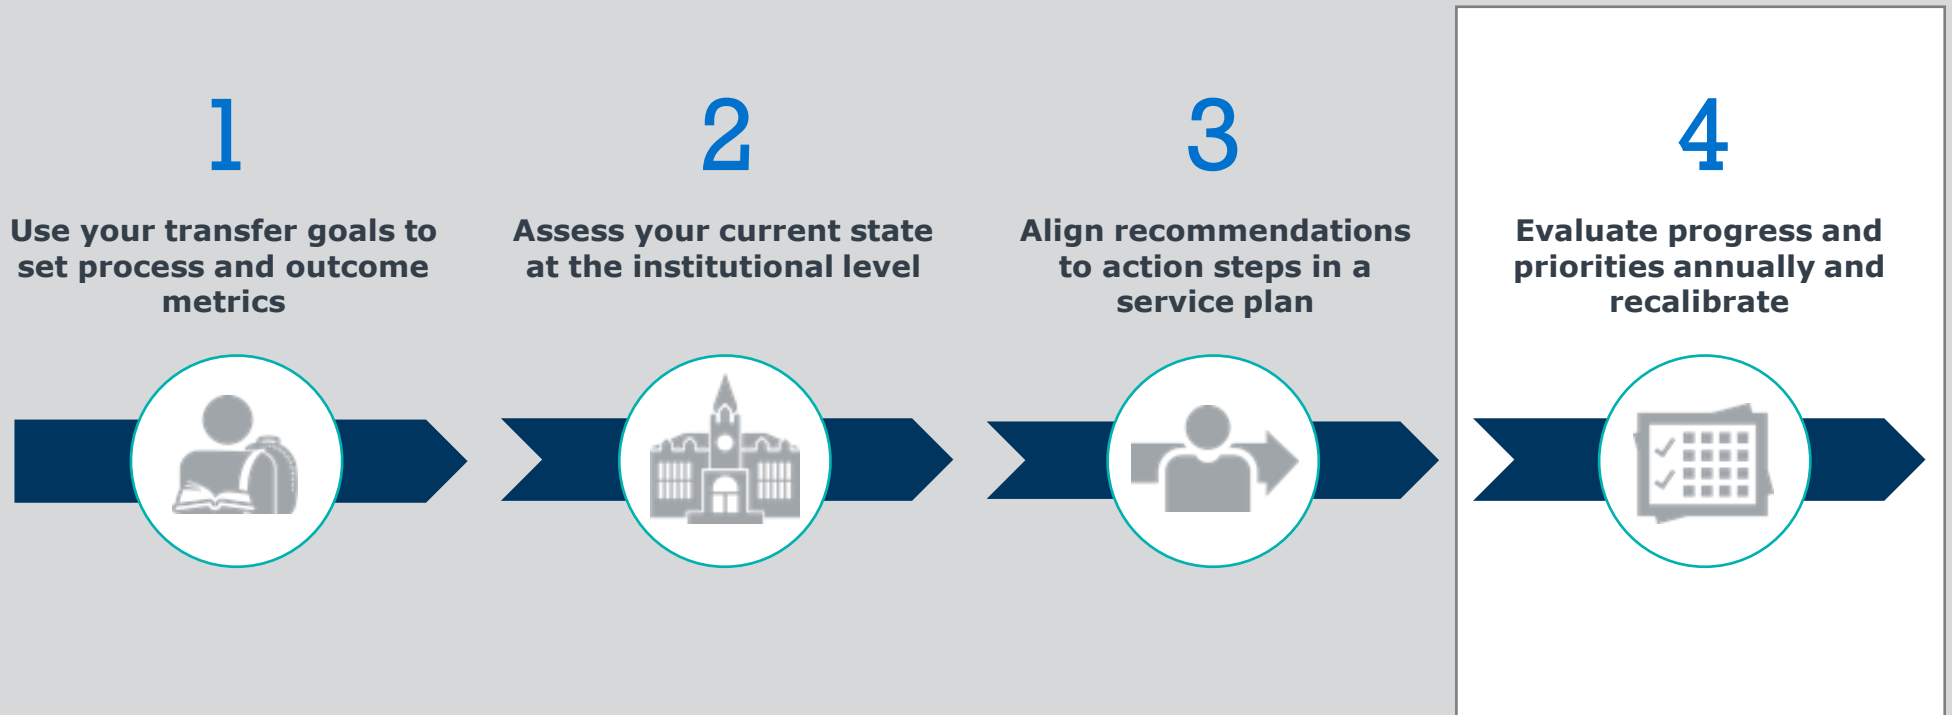 1
Use your transfer goals to
set process and outcome
metrics
2
Assess your current state
at the institutional level
3
Align recommendations
to action steps in a
service plan
4
Evaluate progress and
priorities annually and
recalibrate